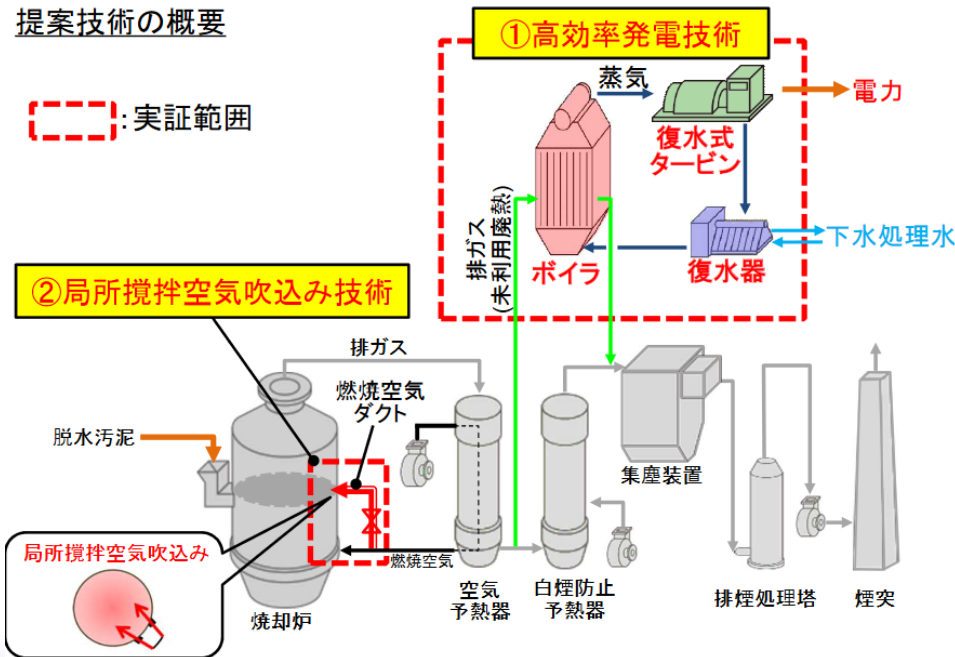 提案技術の概要
①高効率発電技術
:実証範囲
蒸気
電力
復水式
タービン
排ガス
(未利用廃熱)
ボイラ
復水器
下水処理水
②局所撹拌空気吹込み技術
排ガス
燃焼空気
ダクト
脱水汚泥
集塵装置
局所撹拌空気吹込み
燃焼空気
焼却炉
空気
予熱器
白煙防止
予熱器
排煙処理塔
煙突